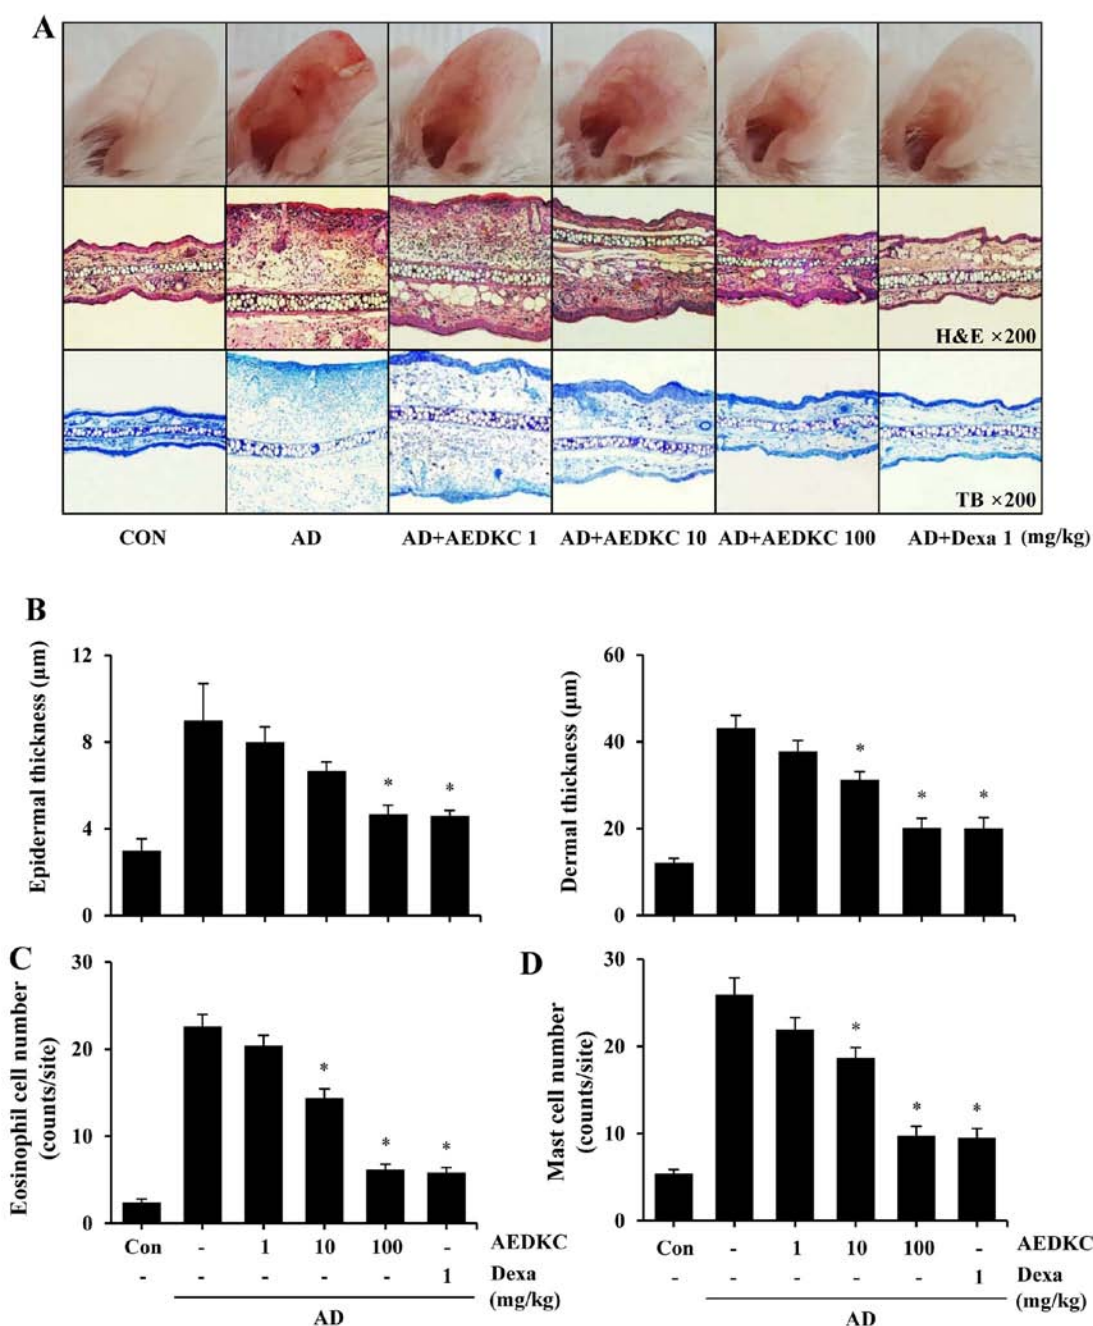 A
H&E ×200
TB ×200
CON AD AD+AEDKC 1 AD+AEDKC 10 AD+AEDKC 100 AD+Dexa 1 (mg/kg)
B
Epidermal thickness (μm)
12
8
4
0
*
*
Dermal thickness (μm)
60
40
20
0
*
*
*
C
Eosinophil cell number
(counts/site)
30
20
10
0
*
*
*
Con - 1 10 100 - AEDKC
- - - - - 1 Dexa
(mg/kg)
AD
D
Mast cell number
(counts/site)
30
20
10
0
*
*
*
Con - 1 10 100 - AEDKC
- - - - - 1 Dexa
(mg/kg)
AD